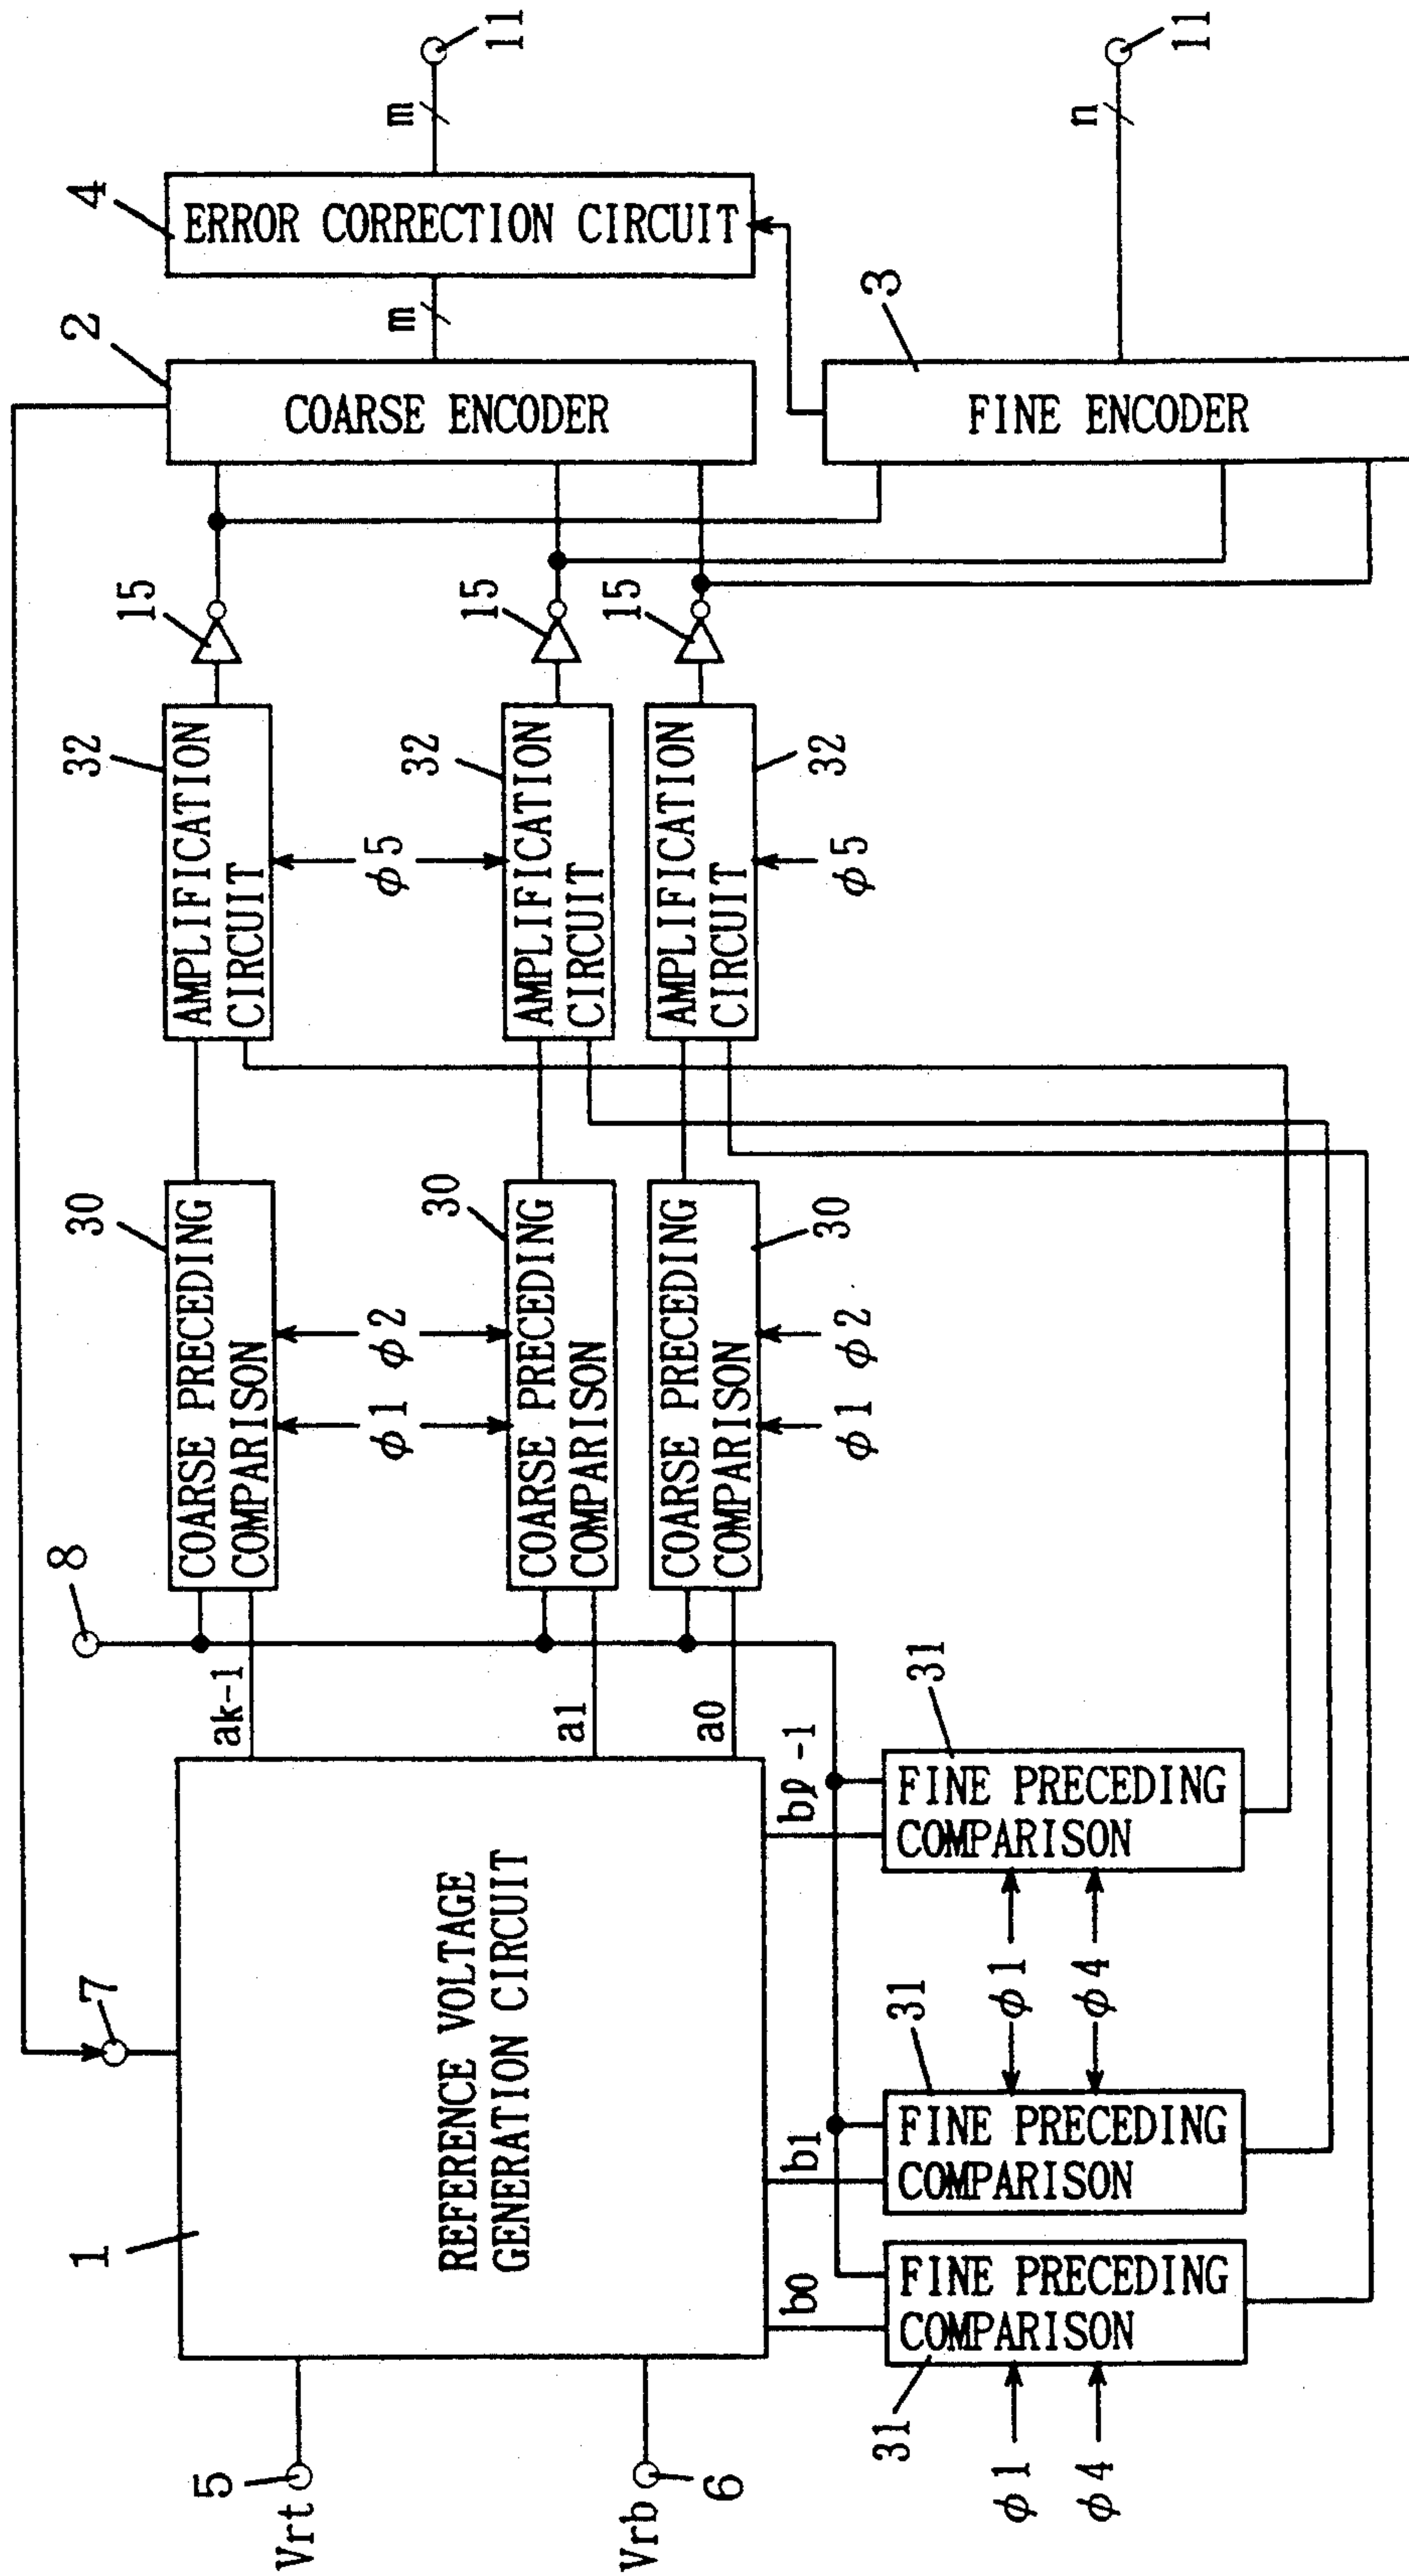 8
7
1
2
4
11
30
32
15
COARSE PRECEDING
COMPARISON
AMPLIFICATION
CIRCUIT
ak-1
φ1
φ2
φ5
COARSE ENCODER
m
ERROR CORRECTION CIRCUIT
m
5
Vrt
REFERENCE VOLTAGE
GENERATION CIRCUIT
30
32
15
COARSE PRECEDING
COMPARISON
AMPLIFICATION
CIRCUIT
a1
15
COARSE PRECEDING
COMPARISON
AMPLIFICATION
CIRCUIT
a0
30
32
φ1
φ2
φ5
6
Vrb
b0
b1
bℓ-1
3
FINE ENCODER
n
11
31
FINE PRECEDING
COMPARISON
31
FINE PRECEDING
COMPARISON
31
FINE PRECEDING
COMPARISON
φ1
φ4
φ1
φ4